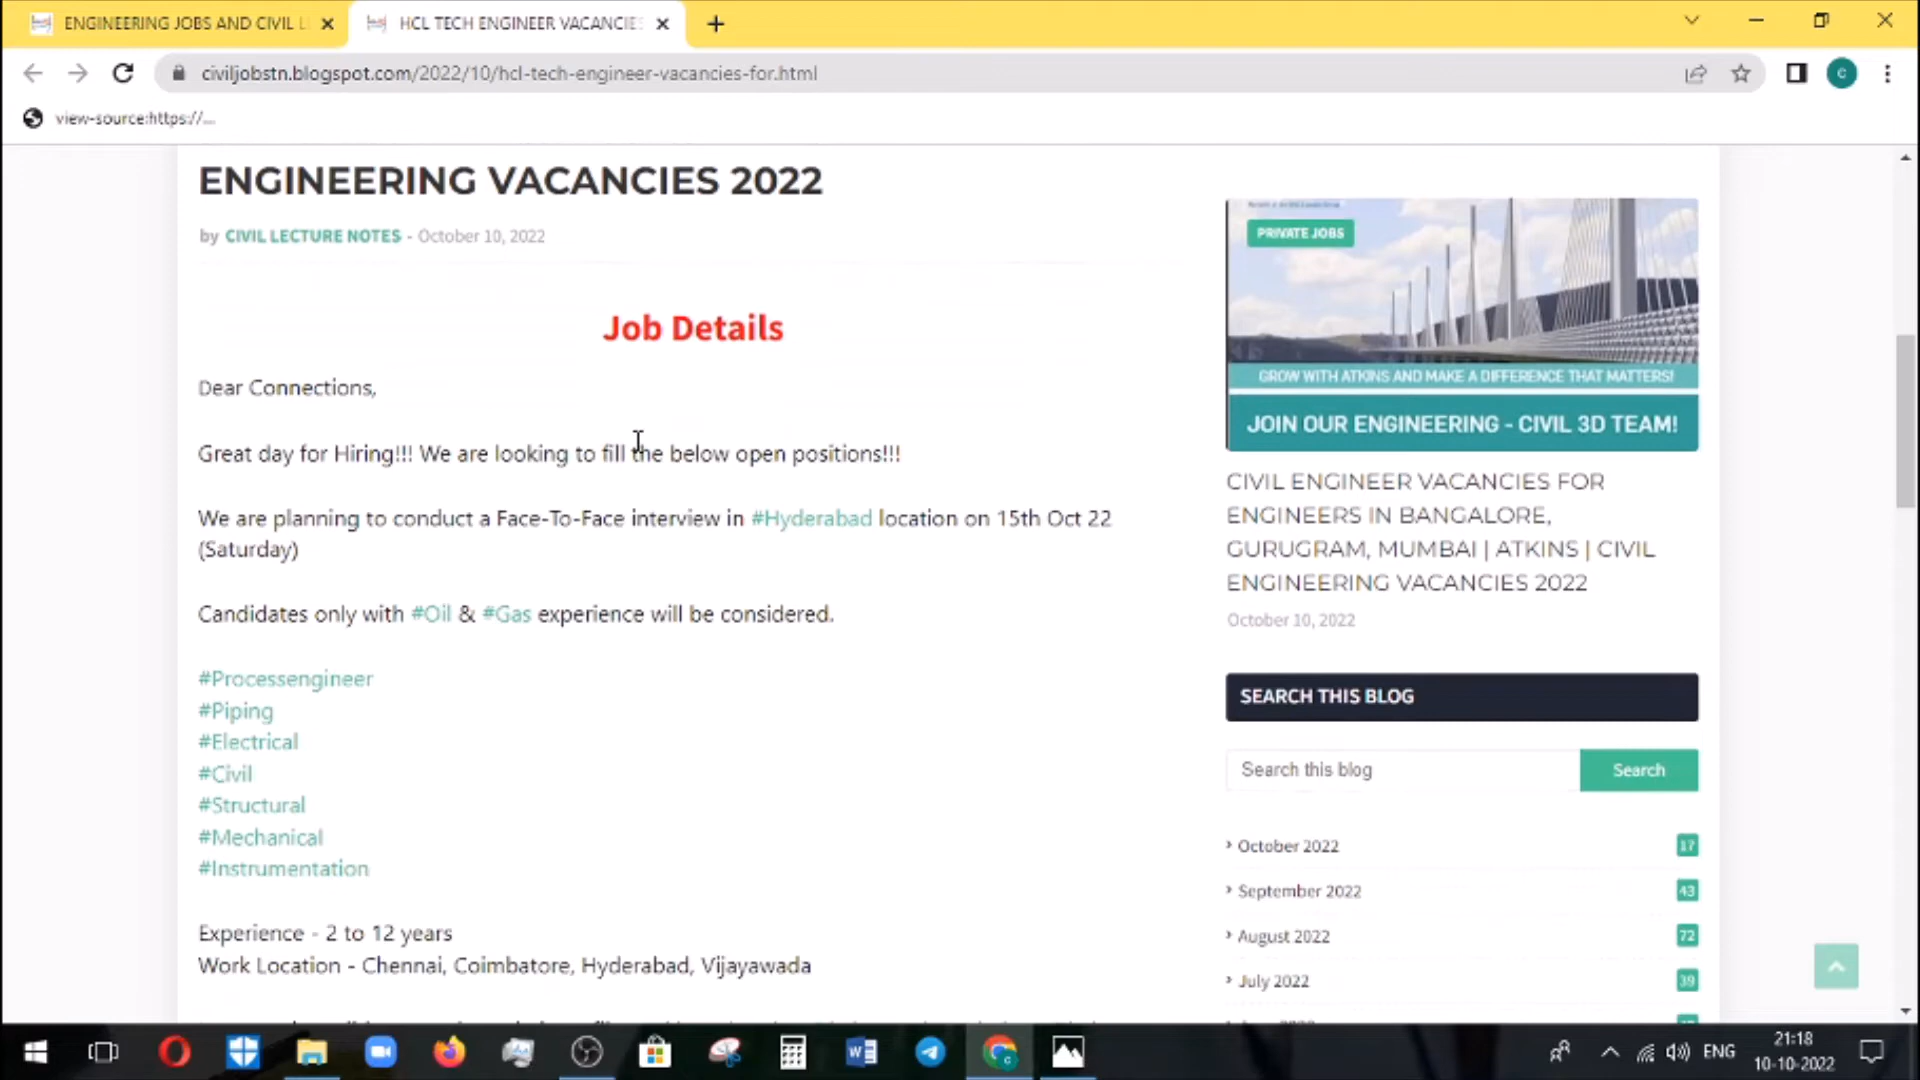 ENGINEERING JOBS AND CIVIL L
HCL TECH ENGINEER VACANCIES
civiljobstn.blogspot.com/2022/10/hcl-tech-engineer-vacancies-for.html
C
view-source:https://...
ENGINEERING VACANCIES 2022
by CIVIL LECTURE NOTES - October 10, 2022
Job Details
Dear Connections,
Great day for Hiring!!! We are looking to fill the below open positions!!!
We are planning to conduct a Face-To-Face interview in #Hyderabad location on 15th Oct 22
(Saturday)
Candidates only with #Oil & #Gas experience will be considered.
#Processengineer
#Piping
#Electrical
#Civil
#Structural
#Mechanical
#Instrumentation
Experience - 2 to 12 years
Work Location - Chennai, Coimbatore, Hyderabad, Vijayawada
PRIVATE JOBS
GROW WITH ATKINS AND MAKE A DIFFERENCE THAT MATTERS!
JOIN OUR ENGINEERING - CIVIL 3D TEAM!
CIVIL ENGINEER VACANCIES FOR
ENGINEERS IN BANGALORE,
GURUGRAM, MUMBAI | ATKINS | CIVIL
ENGINEERING VACANCIES 2022
October 10, 2022
SEARCH THIS BLOG
Search this blog
Search
October 2022 17
September 2022 43
August 2022 72
July 2022 39
ENG
21:18
10-10-2022